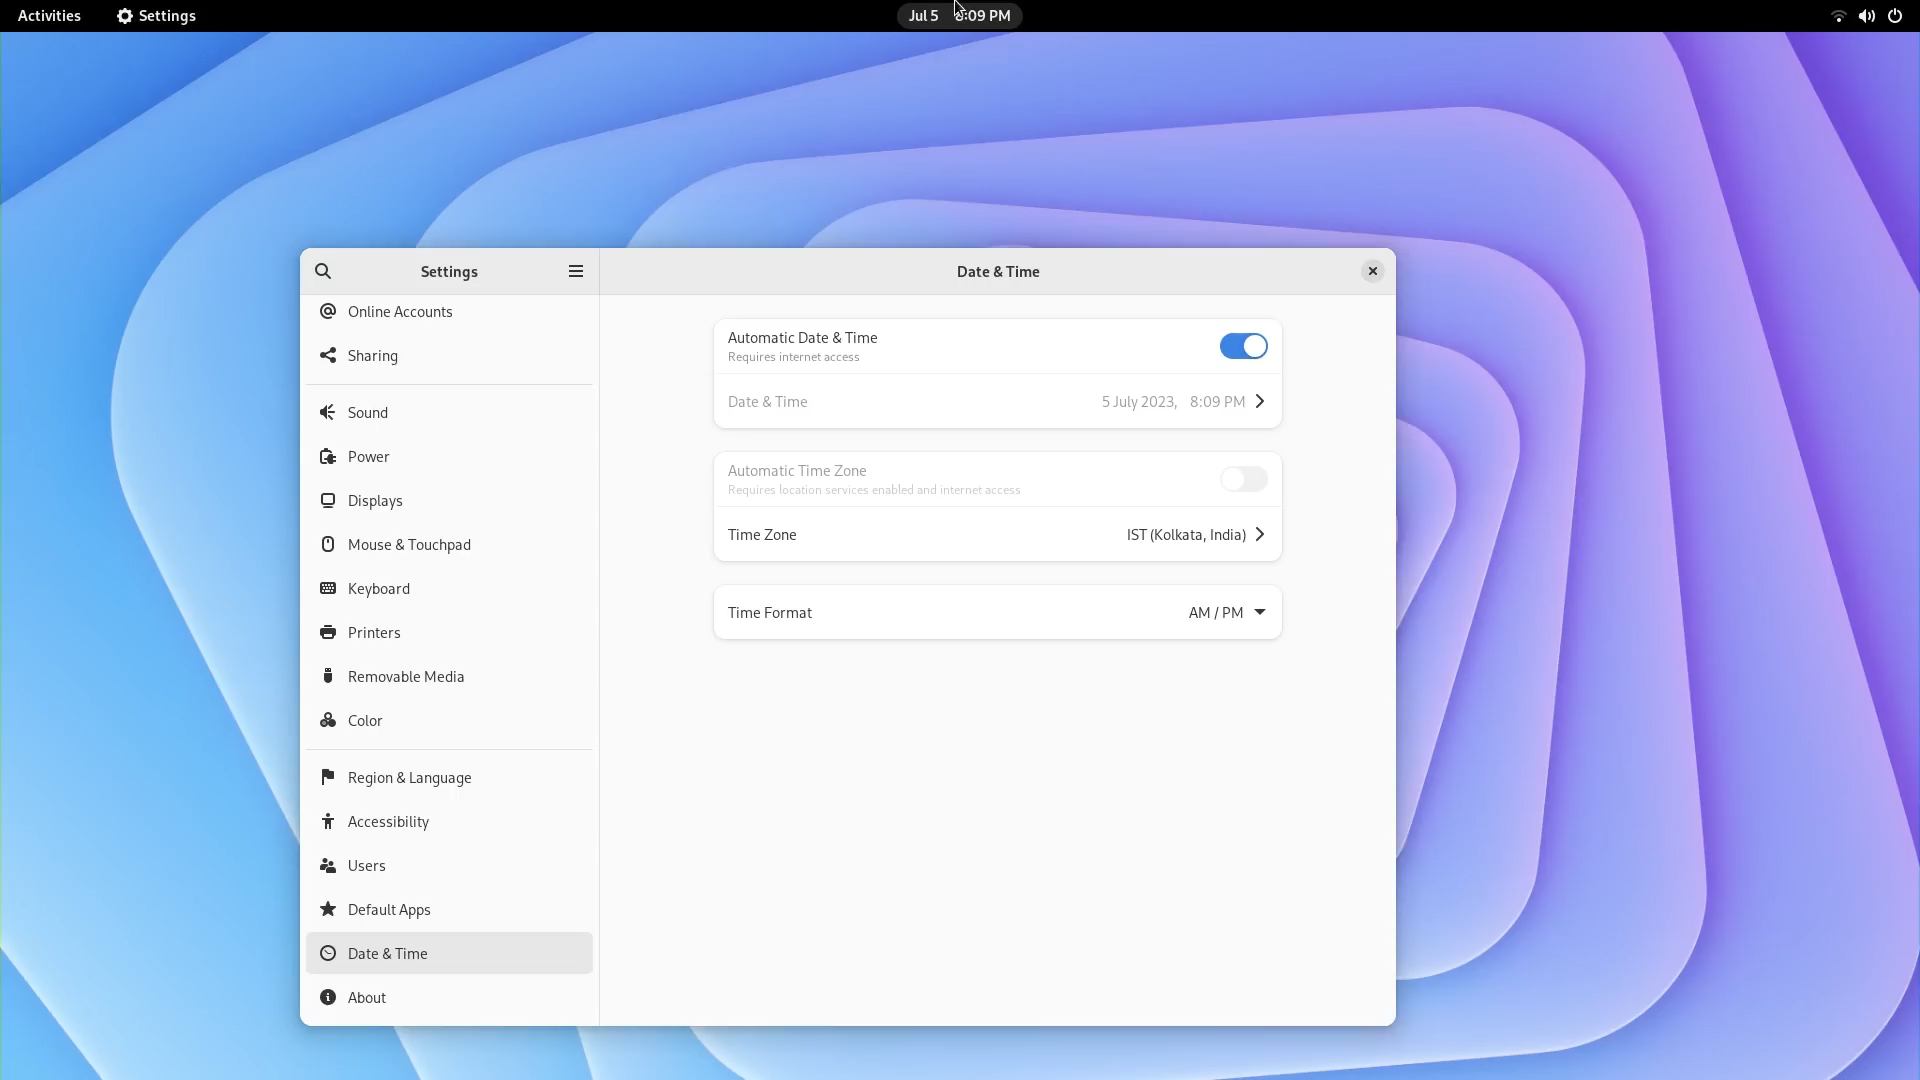 Activities
Settings
Jul 5 8:09 PM
Settings
Date & Time
Online Accounts
Sharing
Sound
Power
Displays
Mouse & Touchpad
Keyboard
Printers
Removable Media
Color
Region & Language
Accessibility
Users
Default Apps
Date & Time
About
Automatic Date & Time
Requires internet access
Date & Time 5 July 2023, 8:09 PM
Automatic Time Zone
Requires location services enabled and internet access
Time Zone IST (Kolkata, India)
Time Format AM / PM